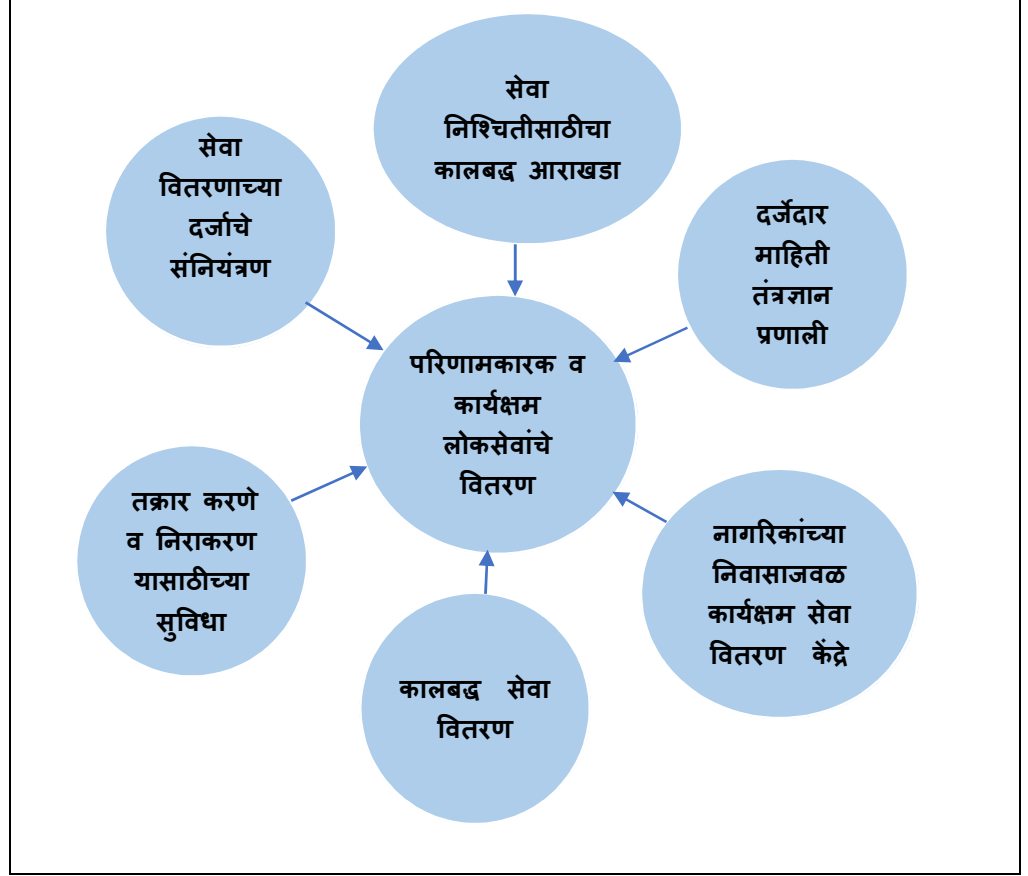 सेवा
निश्चितीसाठीचा
कालबद्ध आराखडा
सेवा
वितरणाच्या
दर्जाचे
संनियंत्रण
दर्जेदार
माहिती
तंत्रज्ञान
प्रणाली
परिणामकारक व
कार्यक्षम
लोकसेवांचे
वितरण
तक्रार करणे
व निराकरण
यासाठीच्या
सुविधा
नागरिकांच्या
निवासाजवळ
कार्यक्षम सेवा
वितरण केंद्रे
कालबद्ध सेवा
वितरण